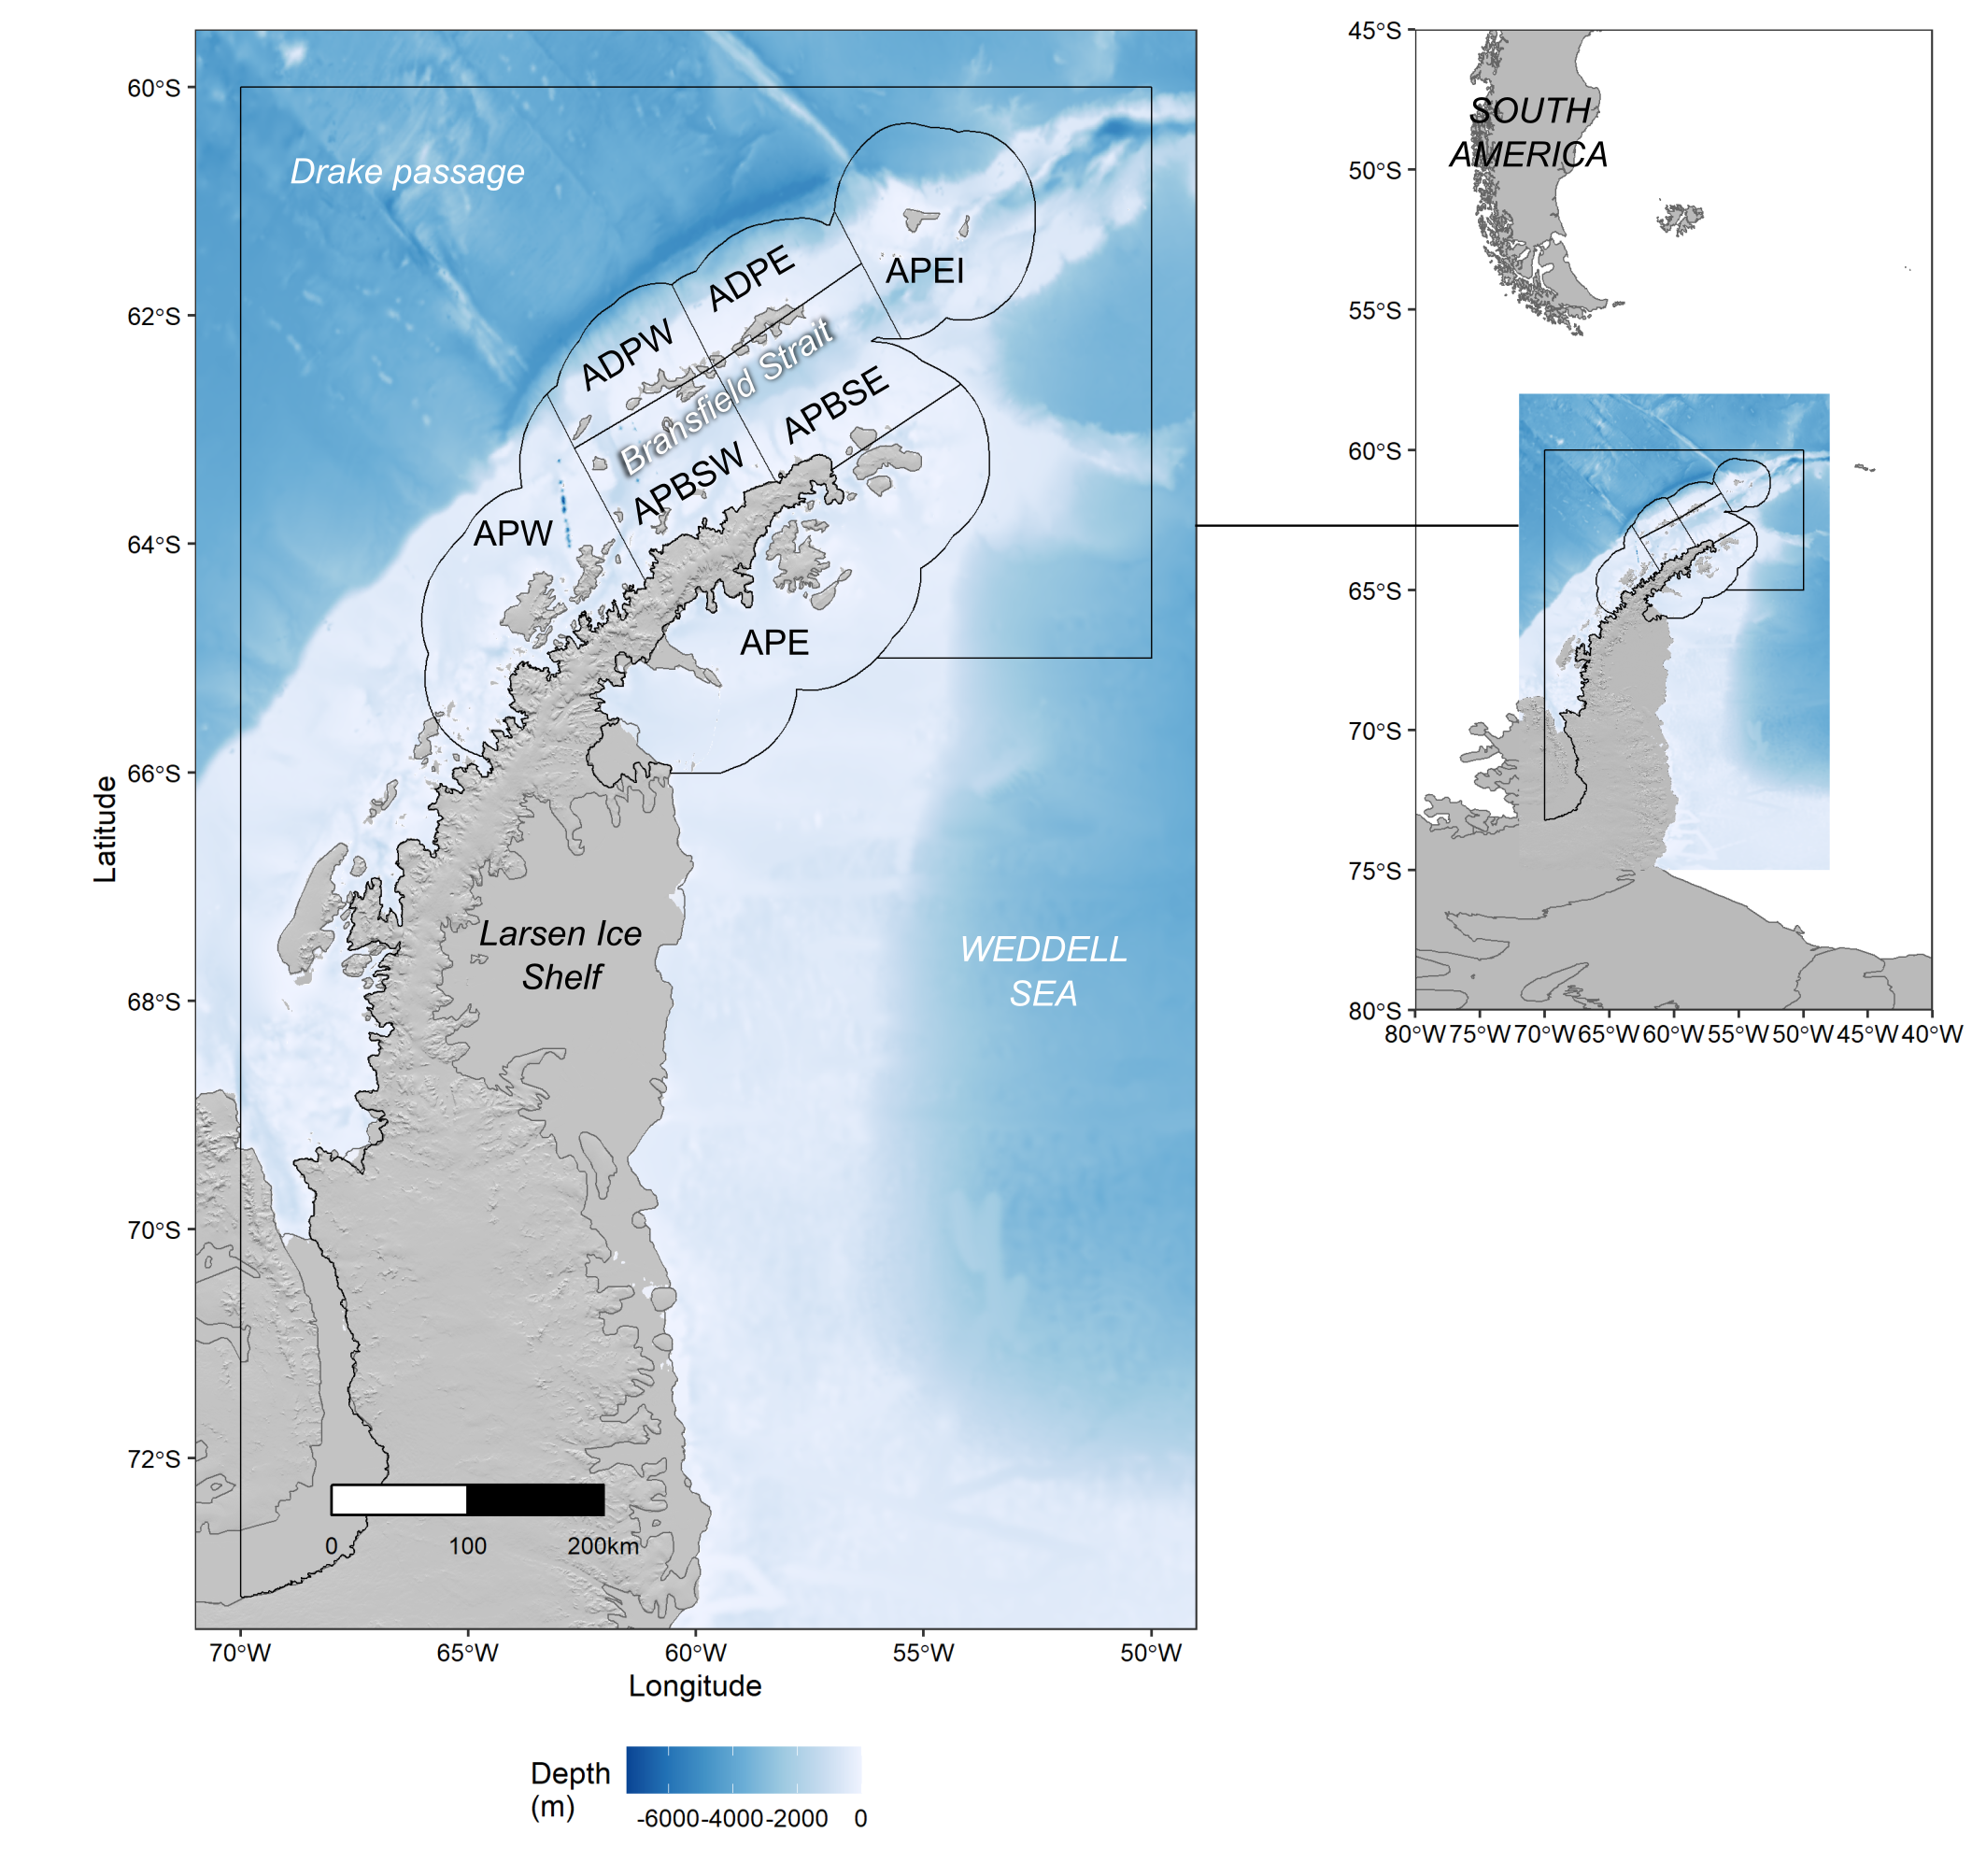 60°S
62°S
64°S
66°S
68°S
70°S
72°S
Latitude
Drake passage
ADPE
APEI
ADPW
Bransfield Strait
APBSE
APBSW
APW
APE
Larsen Ice
Shelf
WEDDELL
SEA
0 100 200km
70°W 65°W 60°W 55°W 50°W
Longitude
Depth
(m)
-6000 -4000 -2000 0
45°S
50°S
55°S
60°S
65°S
70°S
75°S
80°S
SOUTH
AMERICA
80°W 75°W 70°W 65°W 60°W 55°W 50°W 45°W 40°W